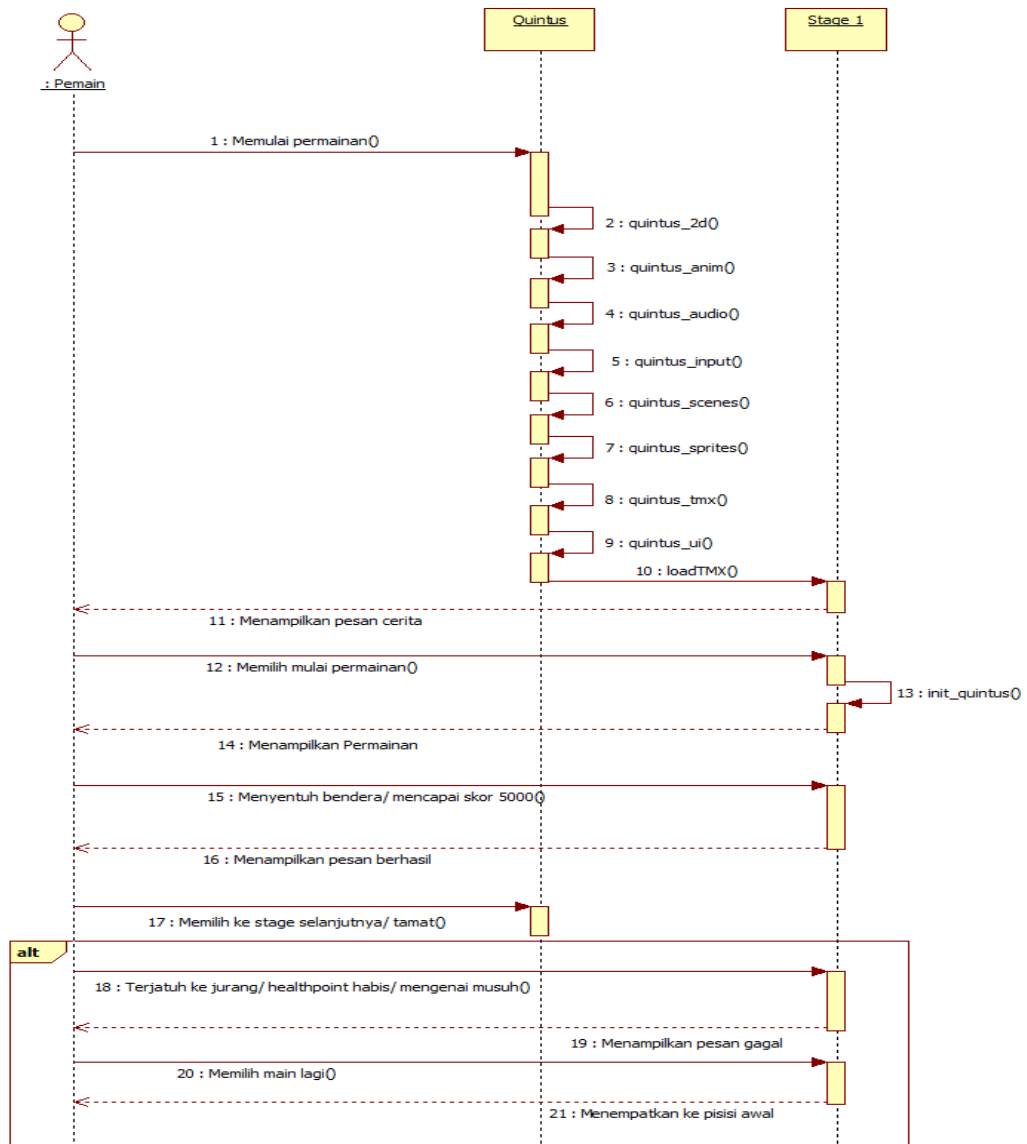 Quintus
Stage 1
: Pemain
1 : Memulai permainan()
2 : quintus_2d()
3 : quintus_anim()
4 : quintus_audio()
5 : quintus_input()
6 : quintus_scenes()
7 : quintus_sprites()
8 : quintus_tmx()
9 : quintus_ui()
10 : loadTMX()
11 : Menampilkan pesan cerita
12 : Memilih mulai permainan()
13 : init_quintus()
14 : Menampilkan Permainan
15 : Menyentuh bendera/ mencapai skor 5000()
16 : Menampilkan pesan berhasil
17 : Memilih ke stage selanjutnya/ tamat()
alt
18 : Terjatuh ke jurang/ healthpoint habis/ mengenai musuh()
19 : Menampilkan pesan gagal
20 : Memilih main lagi()
21 : Menempatkan ke pisisi awal